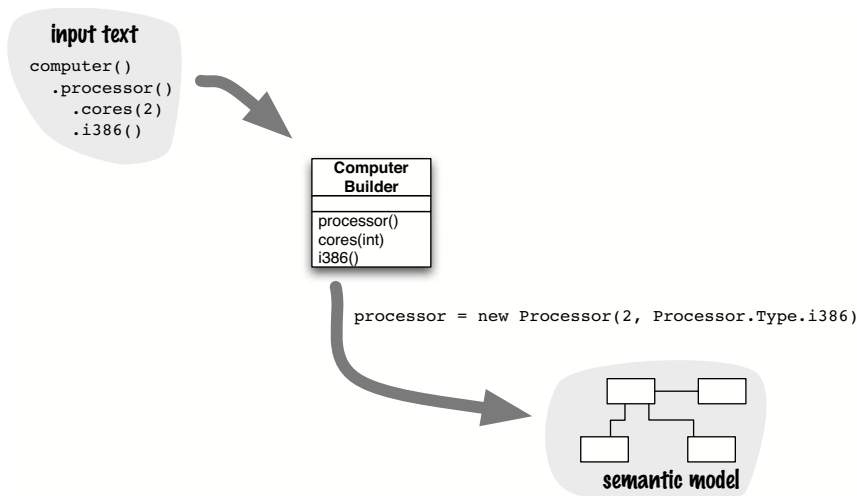 input text
computer()
.processor()
.cores(2)
.i386()
Computer
Builder
processor()
cores(int)
i386()
processor = new Processor(2, Processor.Type.i386)
semantic model